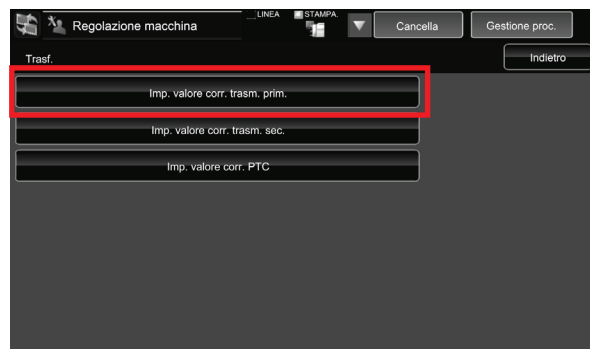 LINEA STAMPA.
Regolazione macchina Cancella Gestione proc.
Trasf. Indietro
Imp. valore corr. trasm. prim.
Imp. valore corr. trasm. sec.
Imp. valore corr. PTC